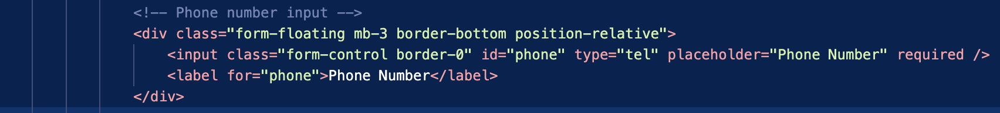 <!-- Phone number input -->
<div class="form-floating mb-3 border-bottom position-relative">
<input class="form-control border-0" id="phone" type="tel" placeholder="Phone Number" required />
<label for="phone">Phone Number</label>
</div>